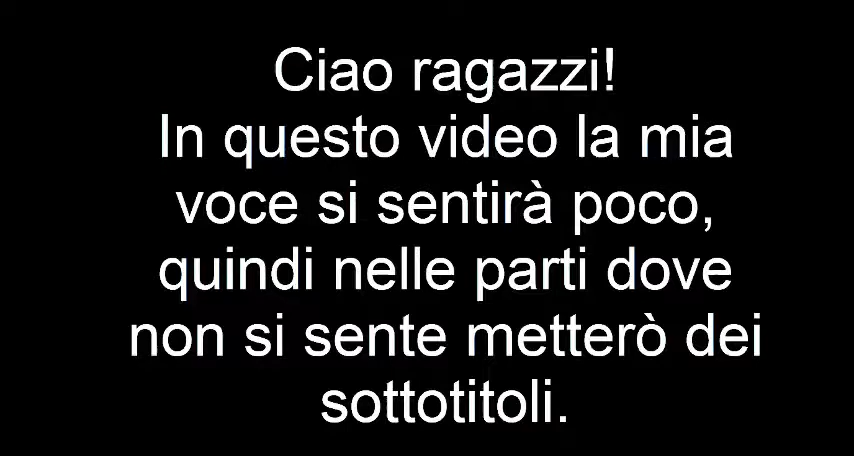 Ciao ragazzi!
In questo video la mia
voce si sentirà poco,
quindi nelle parti dove
non si sente metterò dei
sottotitoli.